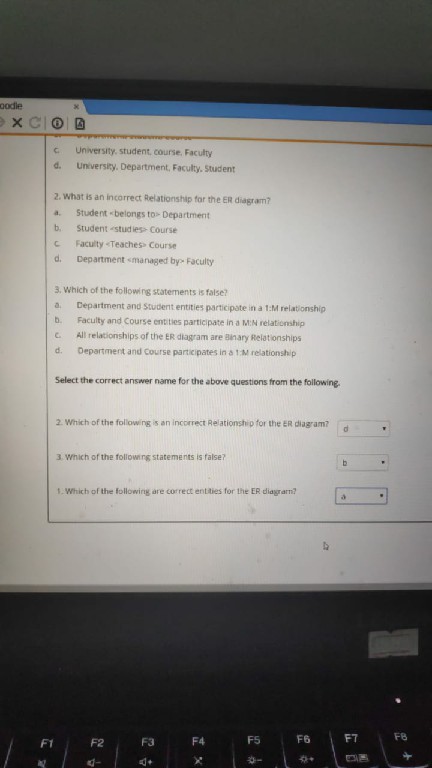 oodle
c. University, student, course, Faculty
d. University, Department, Faculty, Student
2. What is an incorrect Relationship for the ER diagram?
a. Student <belongs to> Department
b. Student <studies> Course
c. Faculty <Teaches> Course
d. Department <managed by> Faculty
3. Which of the following statements is false?
a. Department and Student entities participate in a 1:M relationship
b. Faculty and Course entities participate in a M:N relationship
c. All relationships of the ER diagram are Binary Relationships
d. Department and Course participates in a 1:M relationship
Select the correct answer name for the above questions from the following.
2. Which of the following is an incorrect Relationship for the ER diagram? d
3. Which of the following statements is false? b
1. Which of the following are correct entities for the ER diagram? a
F1 F2 F3 F4 F5 F6 F7 F8